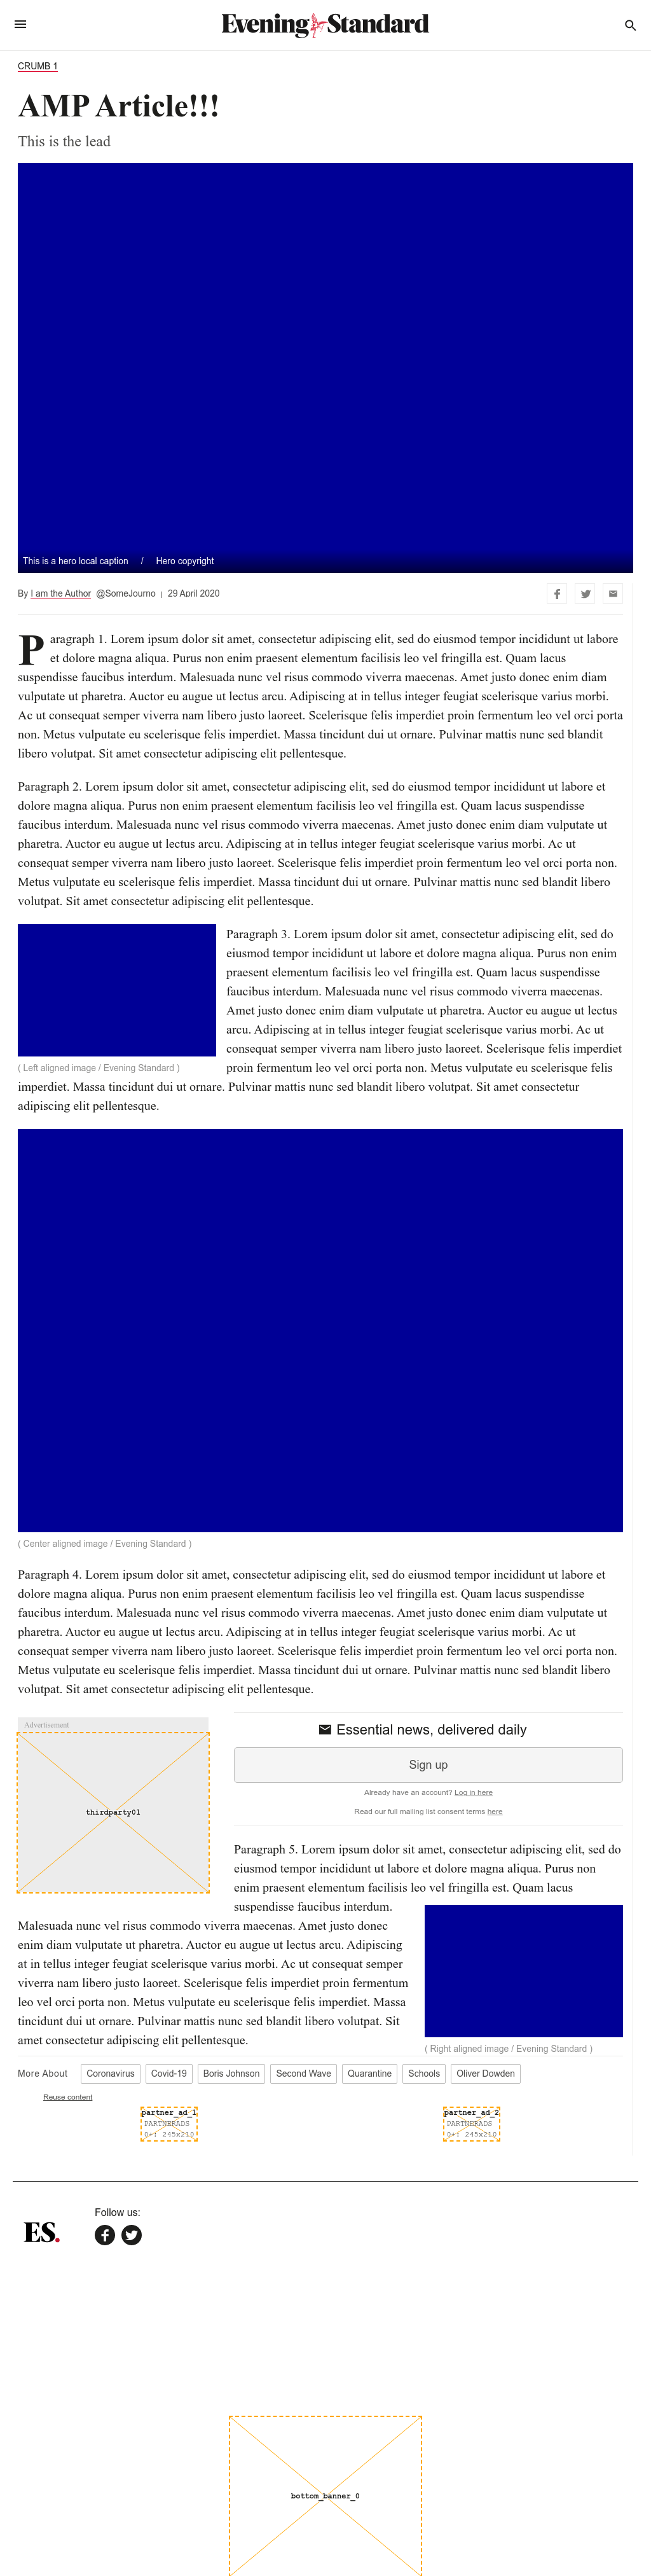 Evening Standard
CRUMB 1
AMP Article!!!
This is the lead
This is a hero local caption / Hero copyright
By I am the Author @SomeJourno | 29 April 2020
Paragraph 1. Lorem ipsum dolor sit amet, consectetur adipiscing elit, sed do eiusmod tempor incididunt ut labore
et dolore magna aliqua. Purus non enim praesent elementum facilisis leo vel fringilla est. Quam lacus
suspendisse faucibus interdum. Malesuada nunc vel risus commodo viverra maecenas. Amet justo donec enim diam
vulputate ut pharetra. Auctor eu augue ut lectus arcu. Adipiscing at in tellus integer feugiat scelerisque varius morbi.
Ac ut consequat semper viverra nam libero justo laoreet. Scelerisque felis imperdiet proin fermentum leo vel orci porta
non. Metus vulputate eu scelerisque felis imperdiet. Massa tincidunt dui ut ornare. Pulvinar mattis nunc sed blandit
libero volutpat. Sit amet consectetur adipiscing elit pellentesque.
Paragraph 2. Lorem ipsum dolor sit amet, consectetur adipiscing elit, sed do eiusmod tempor incididunt ut labore et
dolore magna aliqua. Purus non enim praesent elementum facilisis leo vel fringilla est. Quam lacus suspendisse
faucibus interdum. Malesuada nunc vel risus commodo viverra maecenas. Amet justo donec enim diam vulputate ut
pharetra. Auctor eu augue ut lectus arcu. Adipiscing at in tellus integer feugiat scelerisque varius morbi. Ac ut
consequat semper viverra nam libero justo laoreet. Scelerisque felis imperdiet proin fermentum leo vel orci porta non.
Metus vulputate eu scelerisque felis imperdiet. Massa tincidunt dui ut ornare. Pulvinar mattis nunc sed blandit libero
volutpat. Sit amet consectetur adipiscing elit pellentesque.
Paragraph 3. Lorem ipsum dolor sit amet, consectetur adipiscing elit, sed do
eiusmod tempor incididunt ut labore et dolore magna aliqua. Purus non enim
praesent elementum facilisis leo vel fringilla est. Quam lacus suspendisse
faucibus interdum. Malesuada nunc vel risus commodo viverra maecenas.
Amet justo donec enim diam vulputate ut pharetra. Auctor eu augue ut lectus
arcu. Adipiscing at in tellus integer feugiat scelerisque varius morbi. Ac ut
consequat semper viverra nam libero justo laoreet. Scelerisque felis imperdiet
proin fermentum leo vel orci porta non. Metus vulputate eu scelerisque felis
( Left aligned image / Evening Standard )
imperdiet. Massa tincidunt dui ut ornare. Pulvinar mattis nunc sed blandit libero volutpat. Sit amet consectetur
adipiscing elit pellentesque.
( Center aligned image / Evening Standard )
Paragraph 4. Lorem ipsum dolor sit amet, consectetur adipiscing elit, sed do eiusmod tempor incididunt ut labore et
dolore magna aliqua. Purus non enim praesent elementum facilisis leo vel fringilla est. Quam lacus suspendisse
faucibus interdum. Malesuada nunc vel risus commodo viverra maecenas. Amet justo donec enim diam vulputate ut
pharetra. Auctor eu augue ut lectus arcu. Adipiscing at in tellus integer feugiat scelerisque varius morbi. Ac ut
consequat semper viverra nam libero justo laoreet. Scelerisque felis imperdiet proin fermentum leo vel orci porta non.
Metus vulputate eu scelerisque felis imperdiet. Massa tincidunt dui ut ornare. Pulvinar mattis nunc sed blandit libero
volutpat. Sit amet consectetur adipiscing elit pellentesque.
Advertisement
thirdparty01
Essential news, delivered daily
Sign up
Already have an account? Log in here
Read our full mailing list consent terms here
Paragraph 5. Lorem ipsum dolor sit amet, consectetur adipiscing elit, sed do
eiusmod tempor incididunt ut labore et dolore magna aliqua. Purus non
enim praesent elementum facilisis leo vel fringilla est. Quam lacus
suspendisse faucibus interdum.
Malesuada nunc vel risus commodo viverra maecenas. Amet justo donec
enim diam vulputate ut pharetra. Auctor eu augue ut lectus arcu. Adipiscing
at in tellus integer feugiat scelerisque varius morbi. Ac ut consequat semper
viverra nam libero justo laoreet. Scelerisque felis imperdiet proin fermentum
leo vel orci porta non. Metus vulputate eu scelerisque felis imperdiet. Massa
tincidunt dui ut ornare. Pulvinar mattis nunc sed blandit libero volutpat. Sit
amet consectetur adipiscing elit pellentesque.
( Right aligned image / Evening Standard )
More About Coronavirus Covid-19 Boris Johnson Second Wave Quarantine Schools Oliver Dowden
Reuse content
partner_ad_1
PARTNERADS
0+: 245x210
partner_ad_2
PARTNERADS
0+: 245x210
Follow us:
ES.
bottom_banner_0